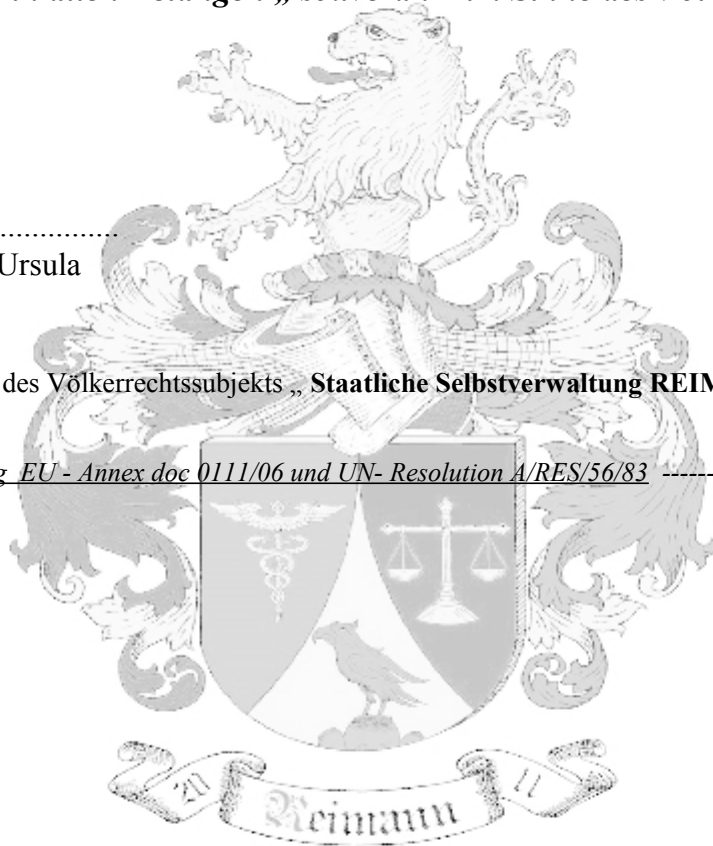 „ souverän
...............
Ursula
des Völkerrechtssubjekts „ Staatliche Selbstverwaltung
EU - Annex doc 0111/06 und UN- Resolution A/RES/56/83 -------
20 11
Reimann